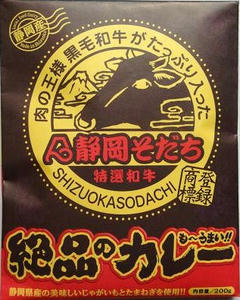 静岡産
肉の王様 黒毛和牛がたっぷり入った
静岡そだち
特選和牛
SHIZUOKASODACHI
登録
商標
絶品のカレー
も〜うまい!!
静岡県産の美味しいじゃがいもとたまねぎを使用!!
内容量/200g